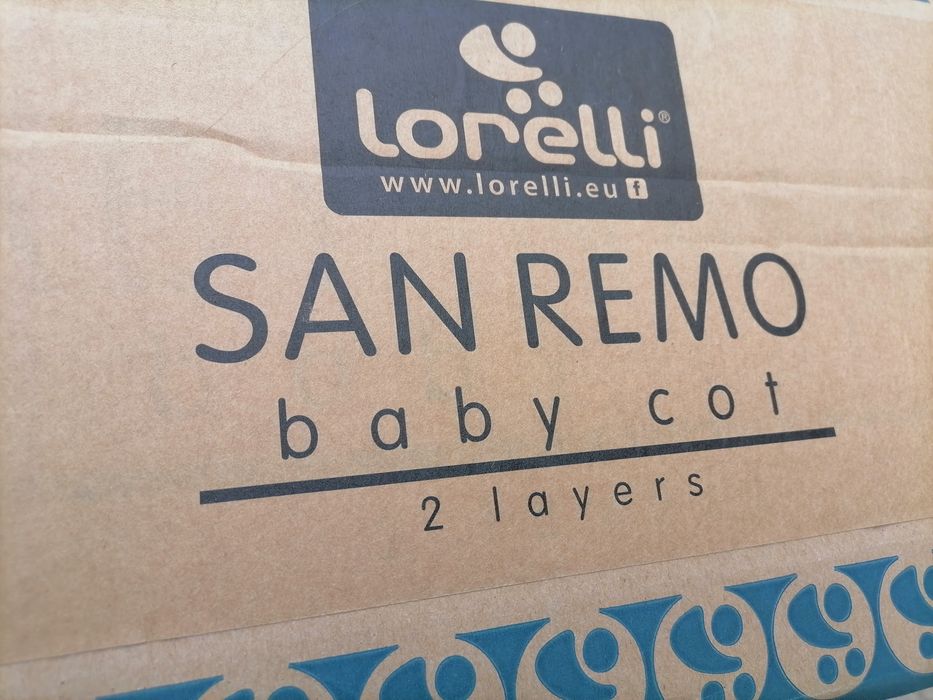 lorelli®
www.lorelli.eu f
SAN REMO
baby cot
2 layers